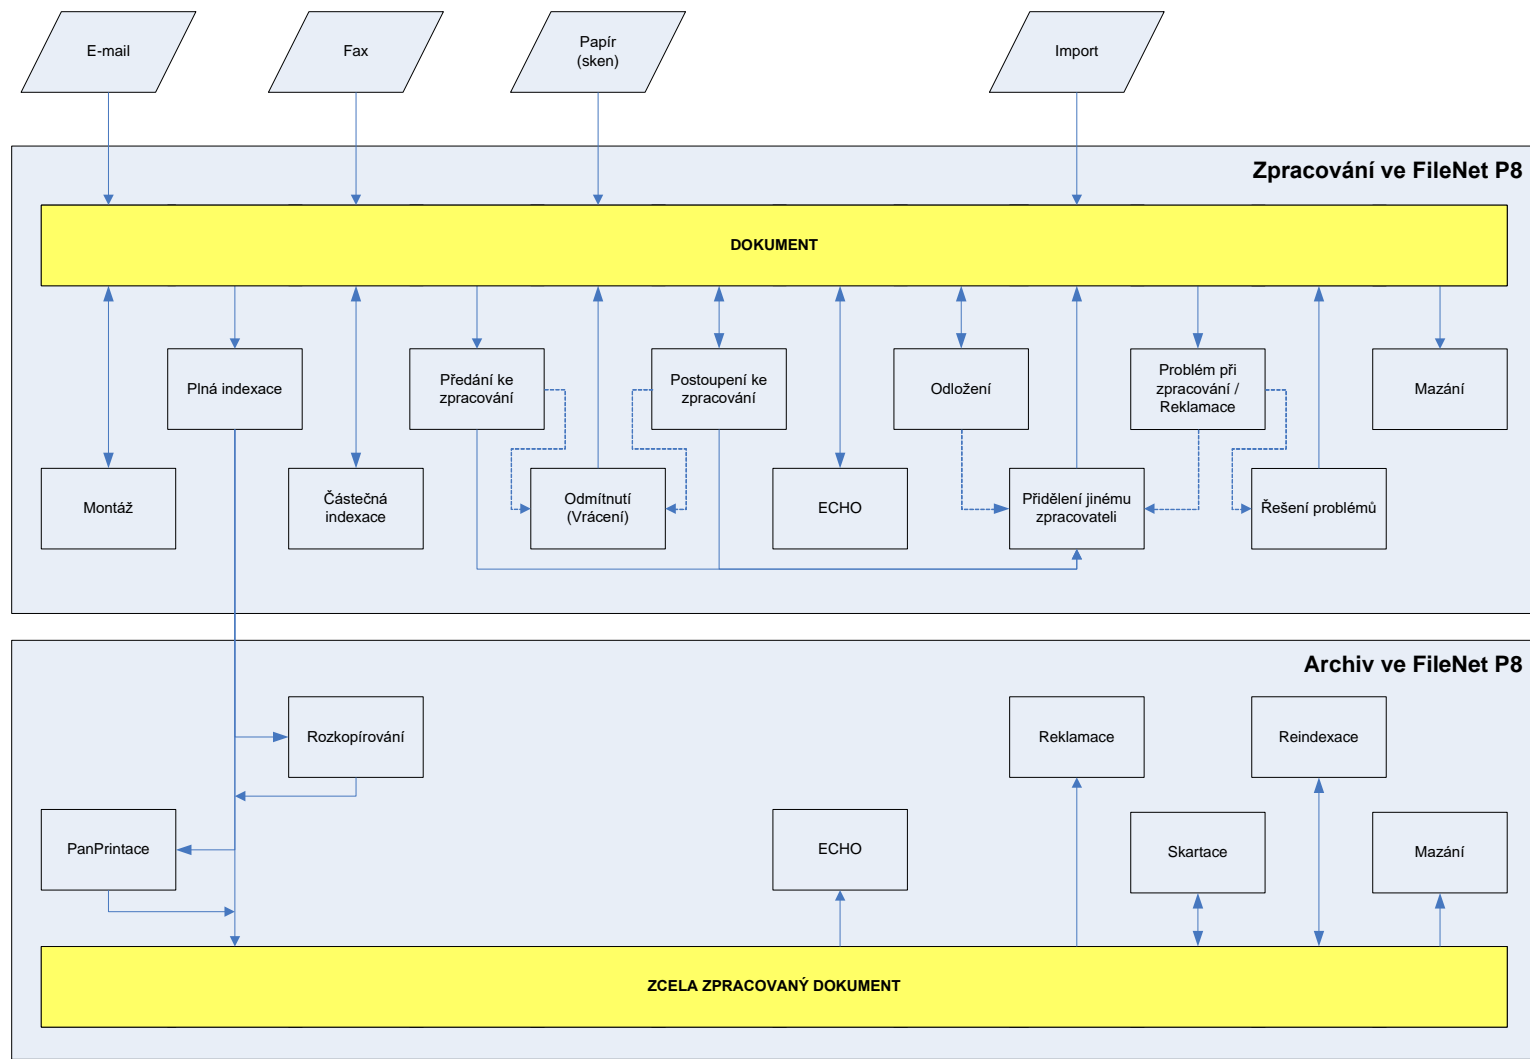 E-mail
Fax
Papír
(sken)
Import
Zpracování ve FileNet P8
DOKUMENT
Plná indexace
Předání ke
zpracování
Postoupení ke
zpracování
Odložení
Problém při
zpracování /
Reklamace
Mazání
Montáž
Částečná
indexace
Odmítnutí
(Vrácení)
ECHO
Přidělení jinému
zpracovateli
Řešení problémů
Archiv ve FileNet P8
Rozkopírování
Reklamace
Reindexace
PanPrintace
ECHO
Skartace
Mazání
ZCELA ZPRACOVANÝ DOKUMENT